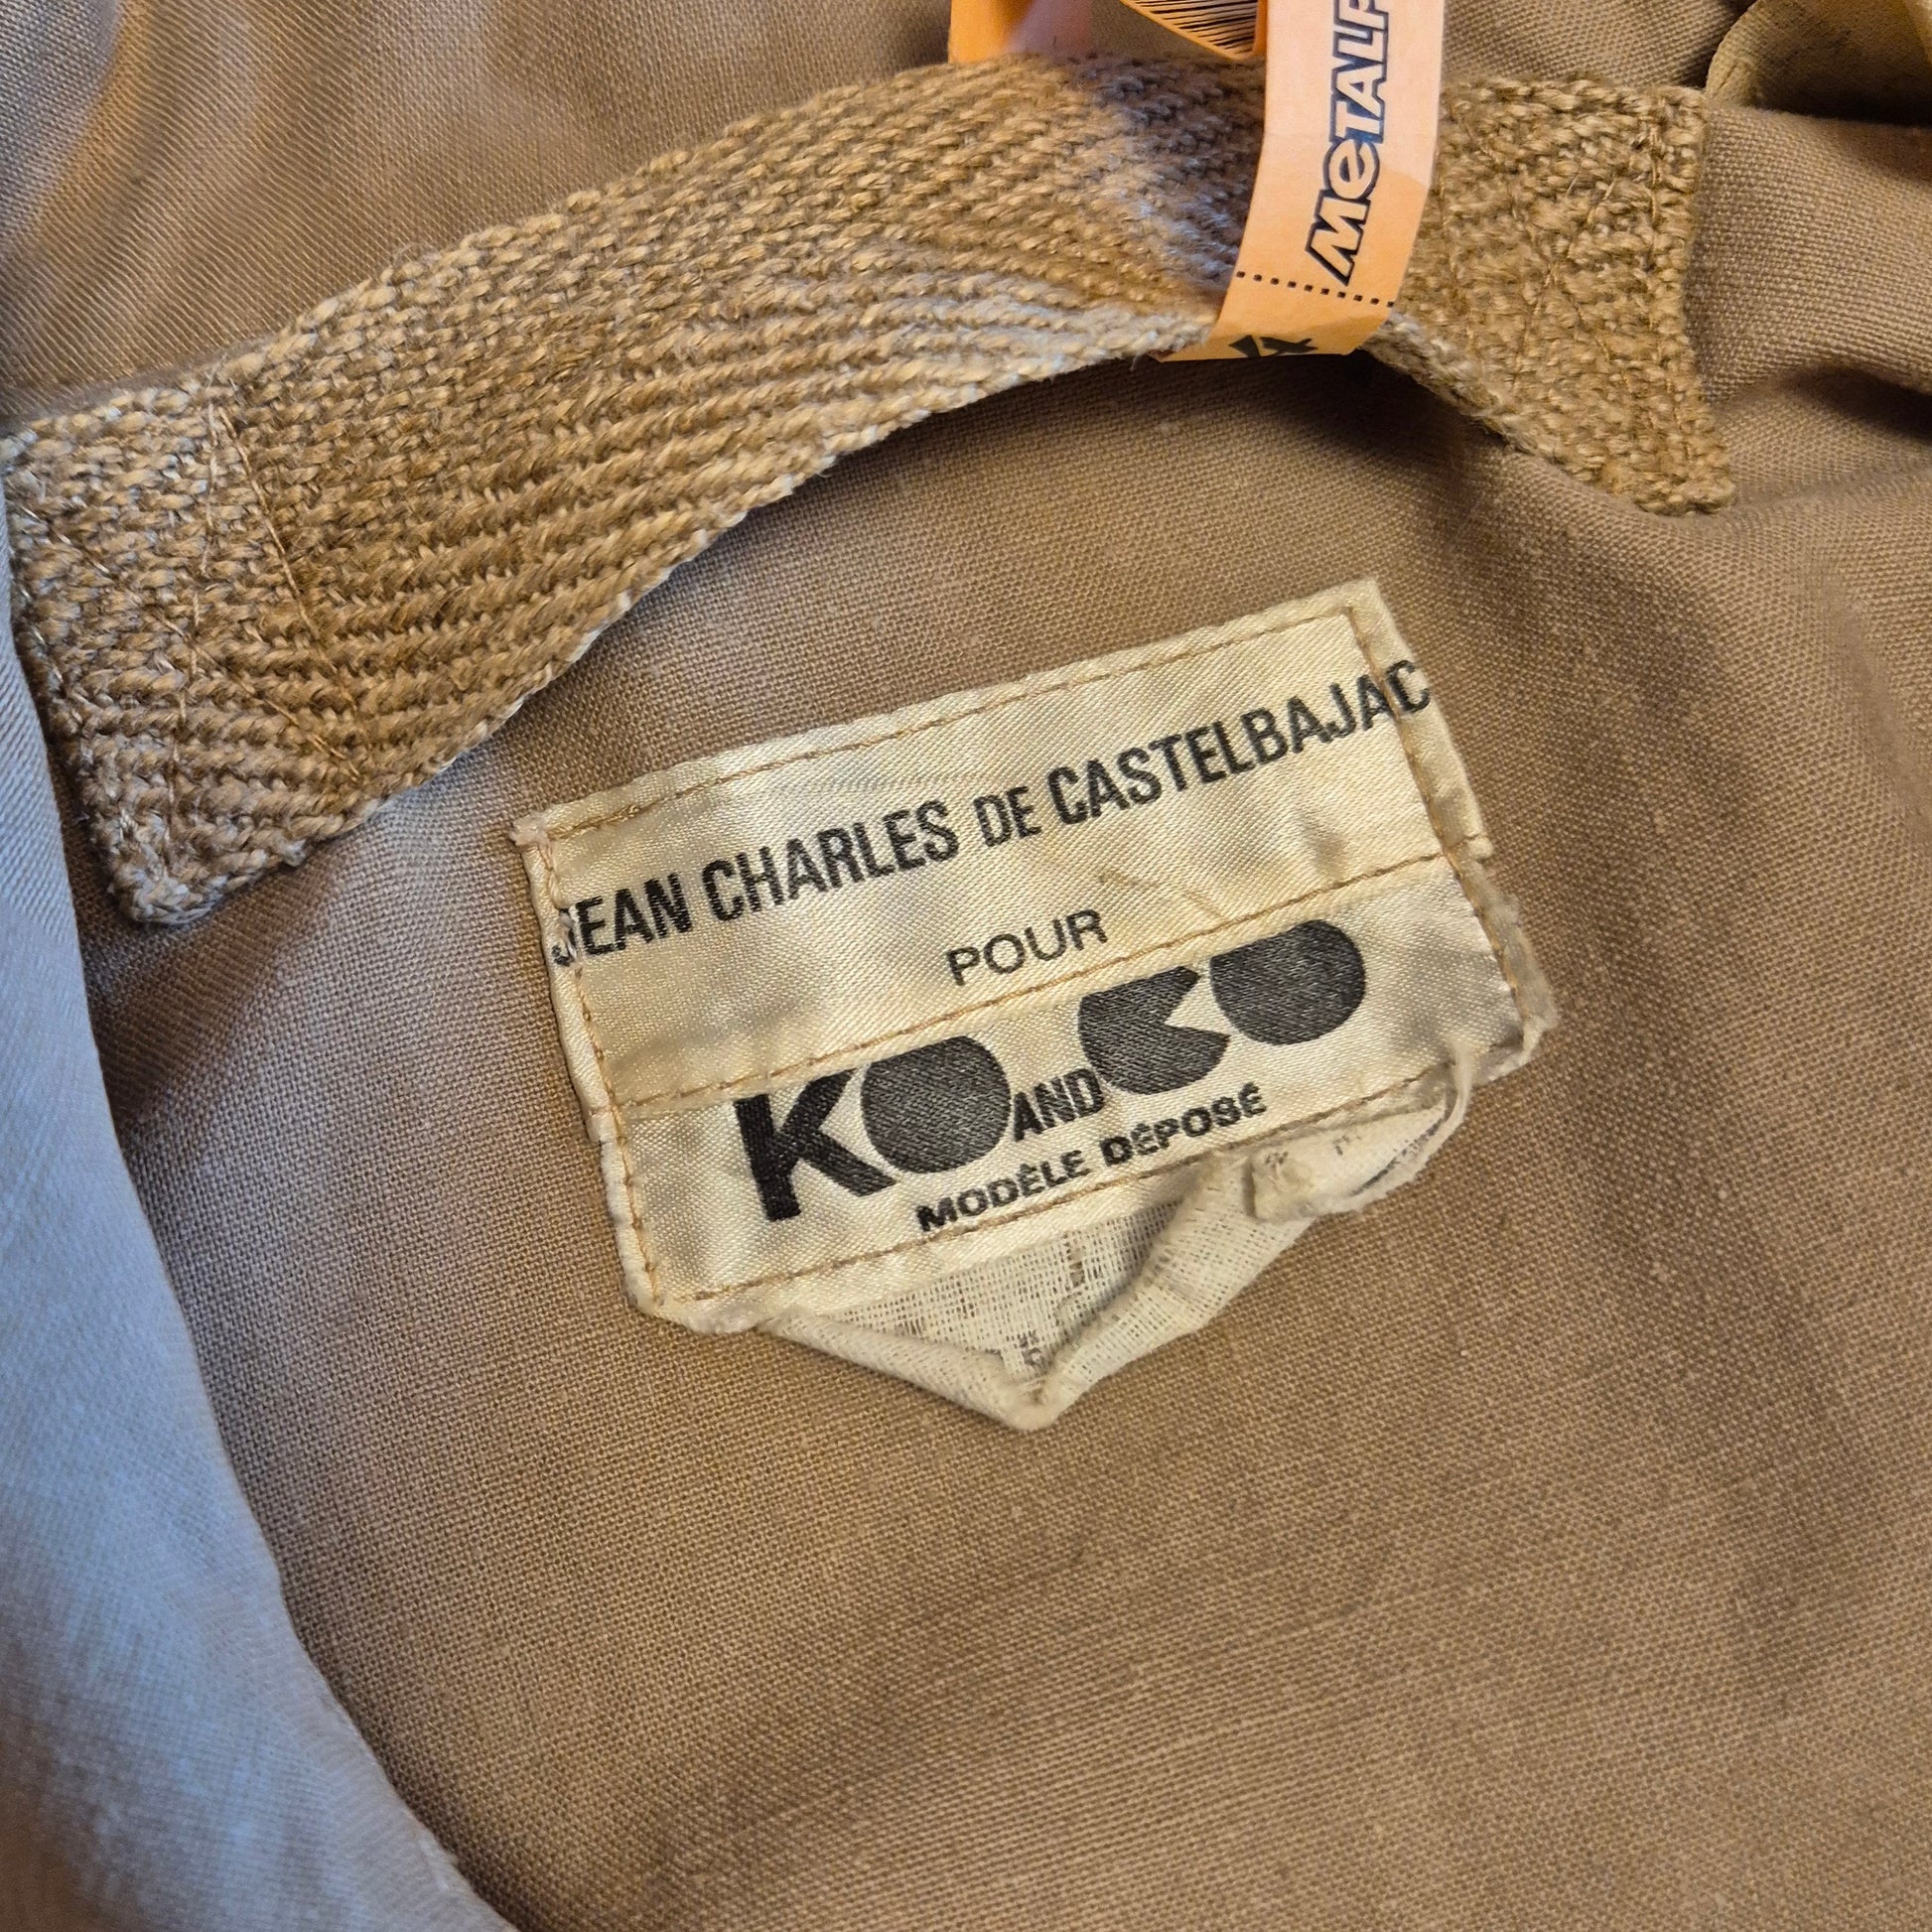 JEAN CHARLES DE CASTELBAJAC
POUR
KO AND CO
MODÈLE DÉPOSÉ